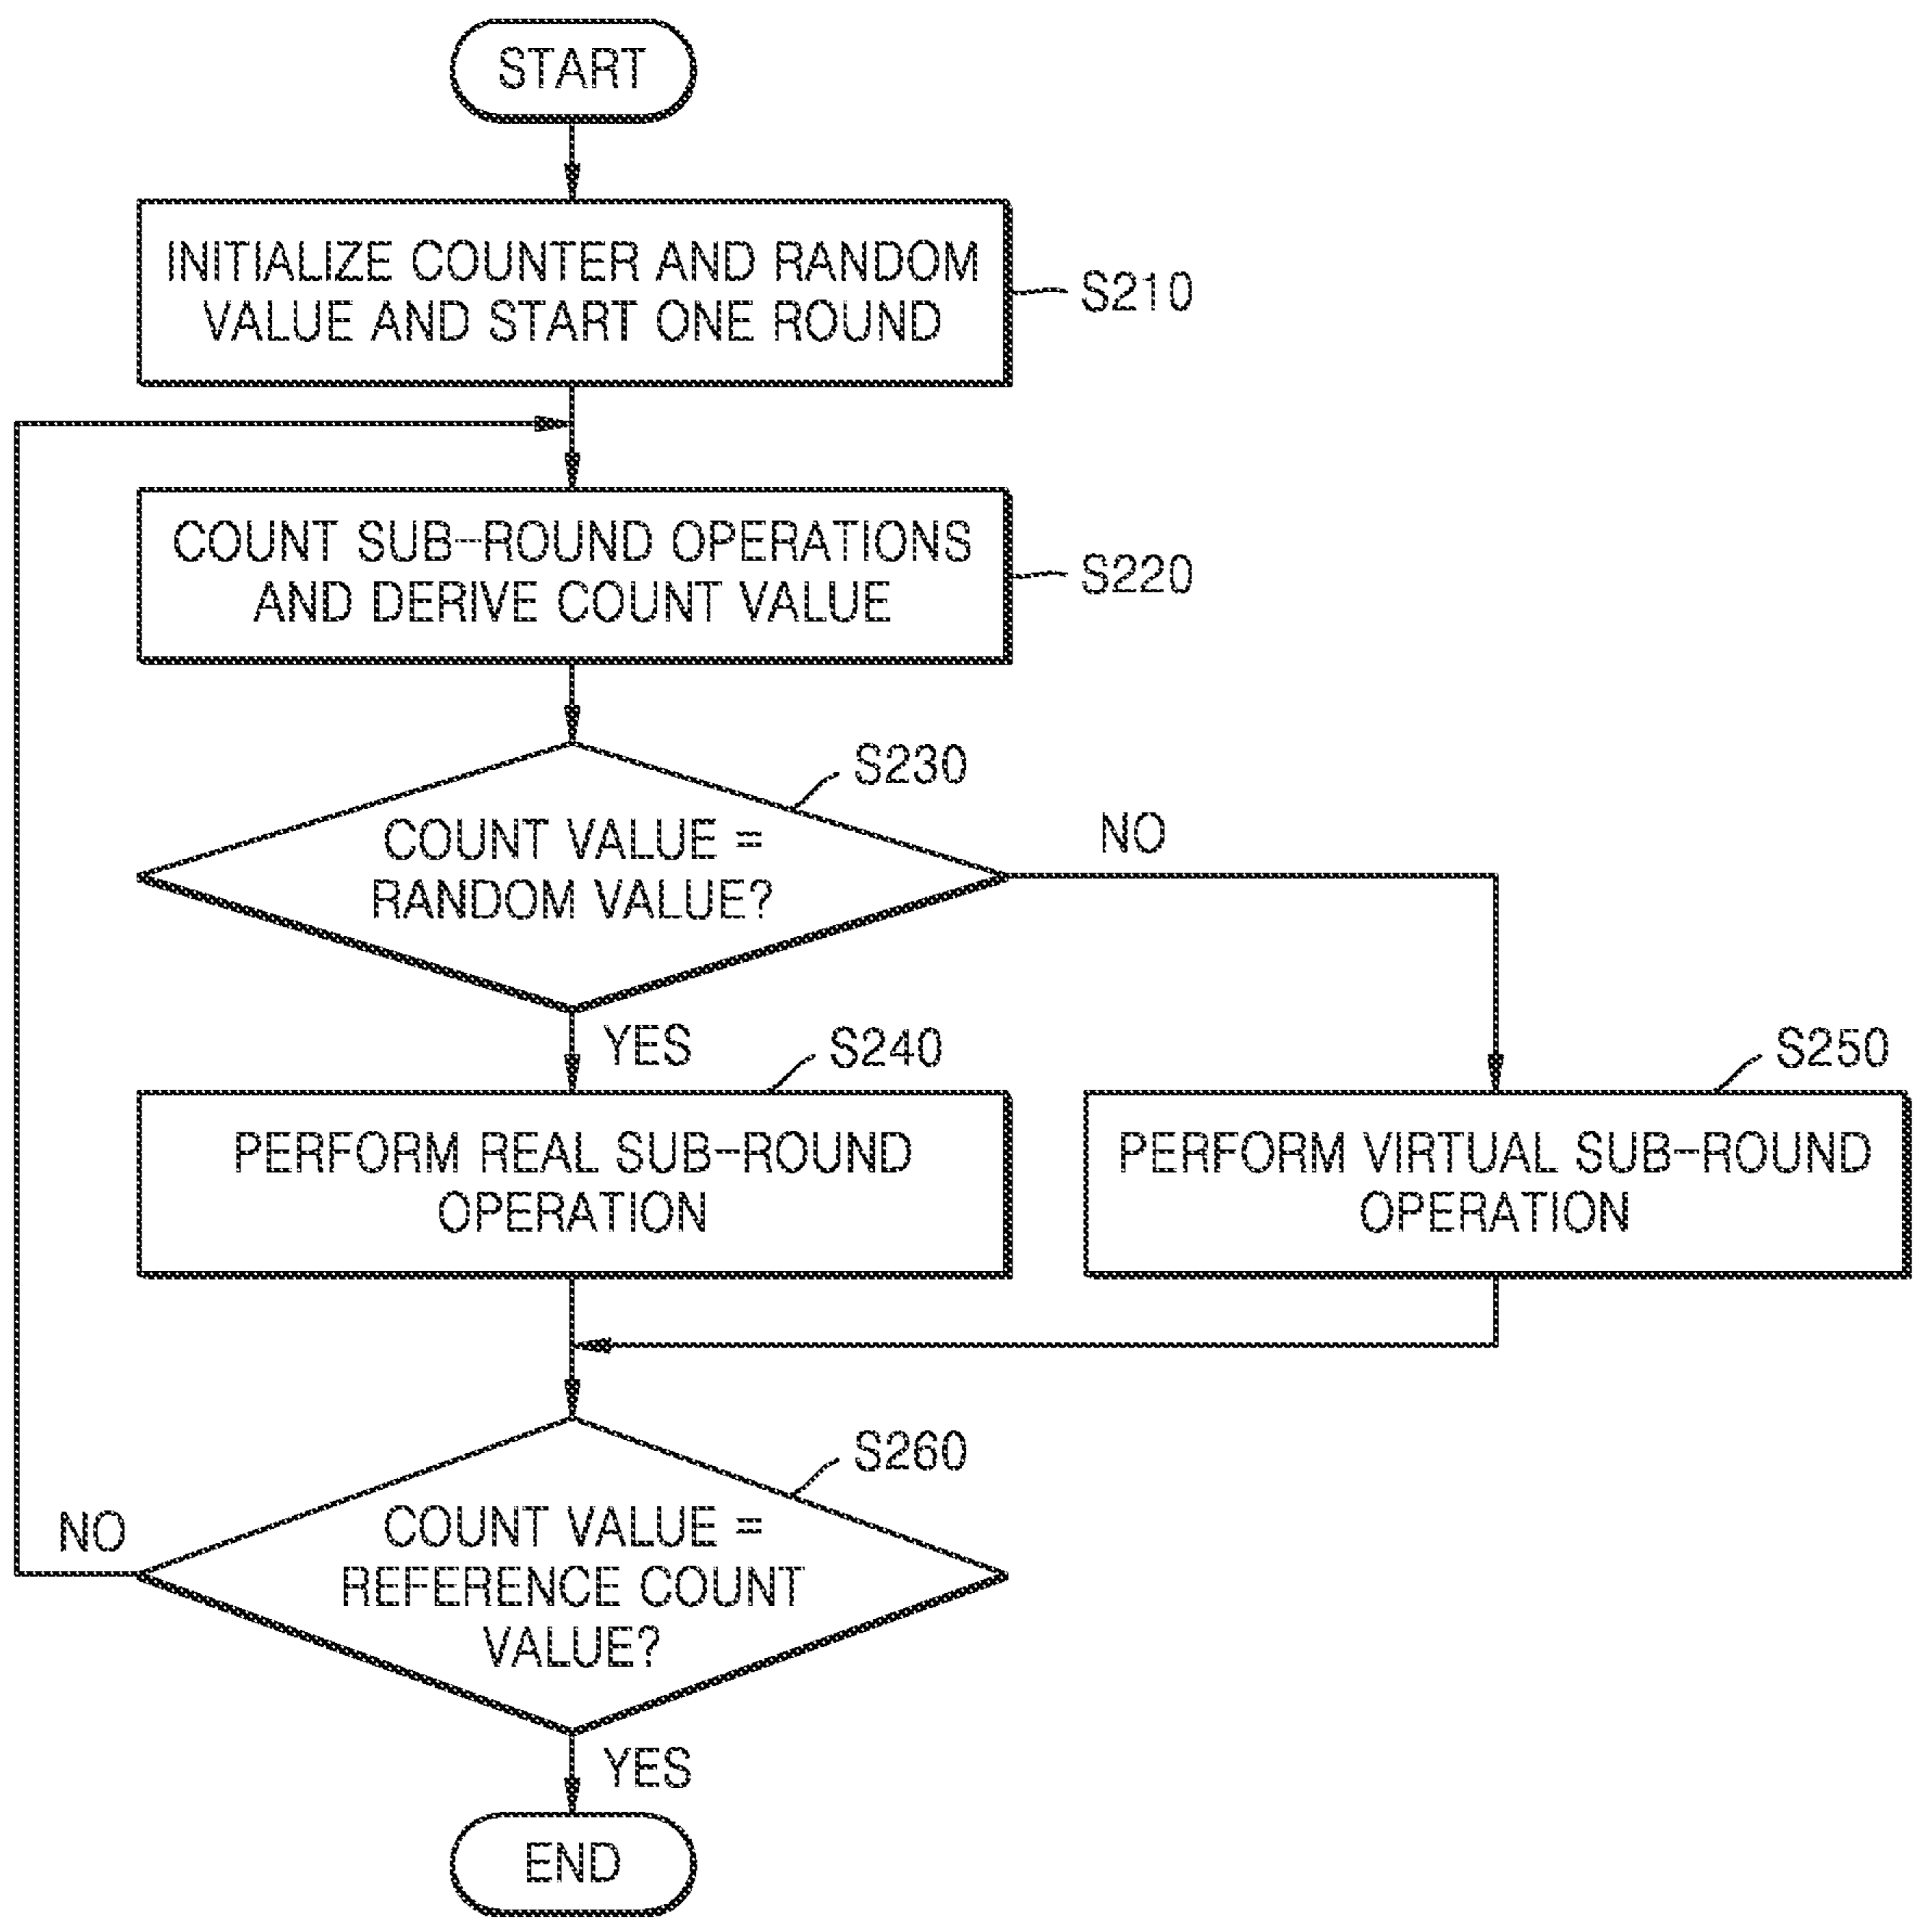 START
INITIALIZE COUNTER AND RANDOM
VALUE AND START ONE ROUND
S210
COUNT SUB-ROUND OPERATIONS
AND DERIVE COUNT VALUE
S220
S230
COUNT VALUE =
RANDOM VALUE?
NO
YES
S240
S250
PERFORM REAL SUB-ROUND
OPERATION
PERFORM VIRTUAL SUB-ROUND
OPERATION
S260
NO
COUNT VALUE =
REFERENCE COUNT
VALUE?
YES
END